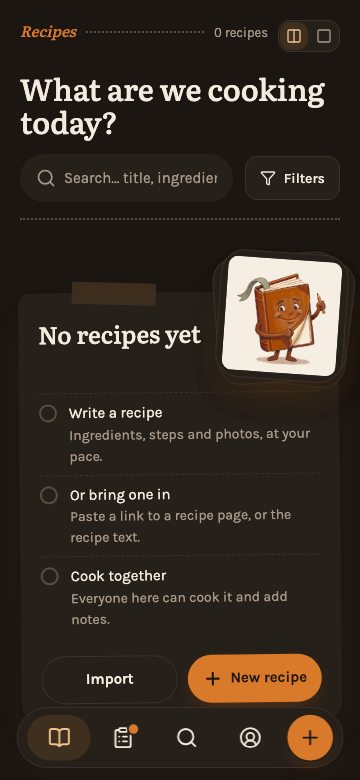 Recipes
0 recipes
What are we cooking
today?
Search... title, ingredien
Filters
No recipes yet
Write a recipe
Ingredients, steps and photos, at your
pace.
Or bring one in
Paste a link to a recipe page, or the
recipe text.
Cook together
Everyone here can cook it and add
notes.
Import
New recipe